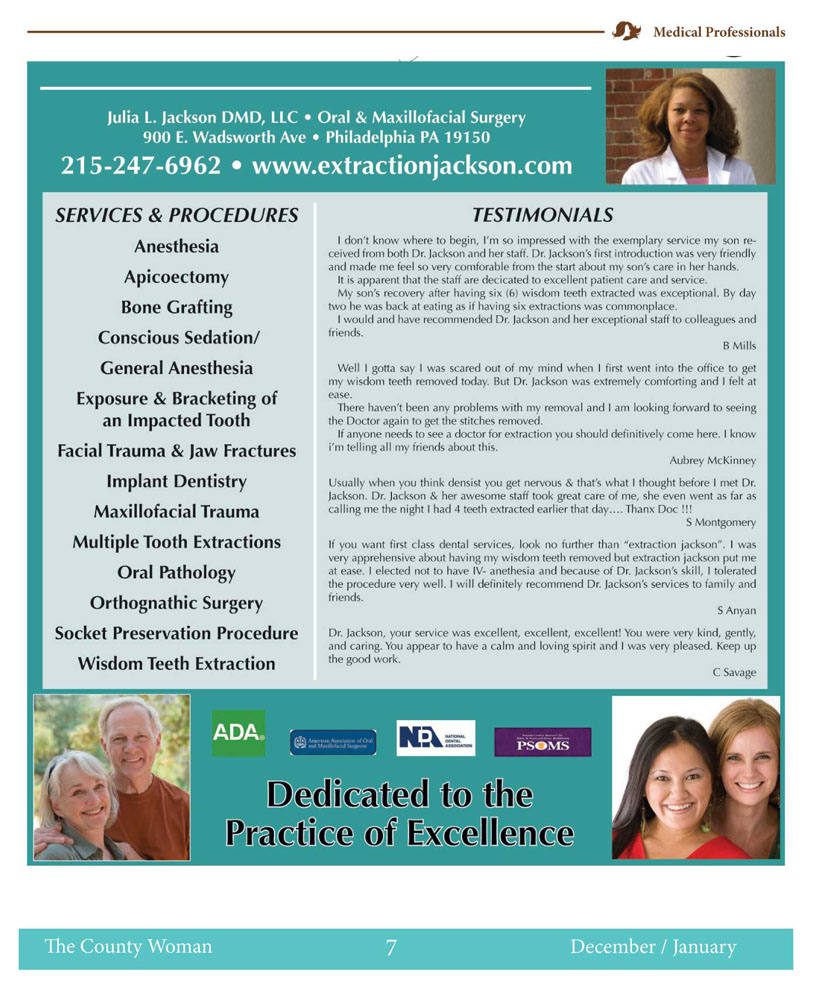 Medical Professionals
Julia L. Jackson DMD, LLC • Oral & Maxillofacial Surgery
900 E. Wadsworth Ave • Philadelphia PA 19150
215-247-6962 • www.extractionjackson.com
SERVICES & PROCEDURES
Anesthesia
Apicoectomy
Bone Grafting
Conscious Sedation/
General Anesthesia
Exposure & Bracketing of
an Impacted Tooth
Facial Trauma & Jaw Fractures
Implant Dentistry
Maxillofacial Trauma
Multiple Tooth Extractions
Oral Pathology
Orthognathic Surgery
Socket Preservation Procedure
Wisdom Teeth Extraction
TESTIMONIALS
I don't know where to begin, I'm so impressed with the exemplary service my son re-
ceived from both Dr. Jackson and her staff. Dr. Jackson's first introduction was very friendly
and made me feel so very comforable from the start about my son's care in her hands.
It is apparent that the staff are decicated to excellent patient care and service.
My son's recovery after having six (6) wisdom teeth extracted was exceptional. By day
two he was back at eating as if having six extractions was commonplace.
I would and have recommended Dr. Jackson and her exceptional staff to colleagues and
friends.
B Mills
Well I gotta say I was scared out of my mind when I first went into the office to get
my wisdom teeth removed today. But Dr. Jackson was extremely comforting and I felt at
ease.
There haven't been any problems with my removal and I am looking forward to seeing
the Doctor again to get the stitches removed.
If anyone needs to see a doctor for extraction you should definitively come here. I know
i'm telling all my friends about this.
Aubrey McKinney
Usually when you think densist you get nervous & that's what I thought before I met Dr.
Jackson. Dr. Jackson & her awesome staff took great care of me, she even went as far as
calling me the night I had 4 teeth extracted earlier that day…. Thanx Doc !!!
S Montgomery
If you want first class dental services, look no further than “extraction jackson”. I was
very apprehensive about having my wisdom teeth removed but extraction jackson put me
at ease. I elected not to have IV- anethesia and because of Dr. Jackson's skill, I tolerated
the procedure very well. I will definitely recommend Dr. Jackson's services to family and
friends.
S Anyan
Dr. Jackson, your service was excellent, excellent, excellent! You were very kind, gently,
and caring. You appear to have a calm and loving spirit and I was very pleased. Keep up
the good work.
C Savage
ADA.
American Association of Oral
and Maxillofacial Surgeons
NDA NATIONAL
DENTAL
ASSOCIATION
PSOMS
Dedicated to the
Practice of Excellence
The County Woman
7
December / January